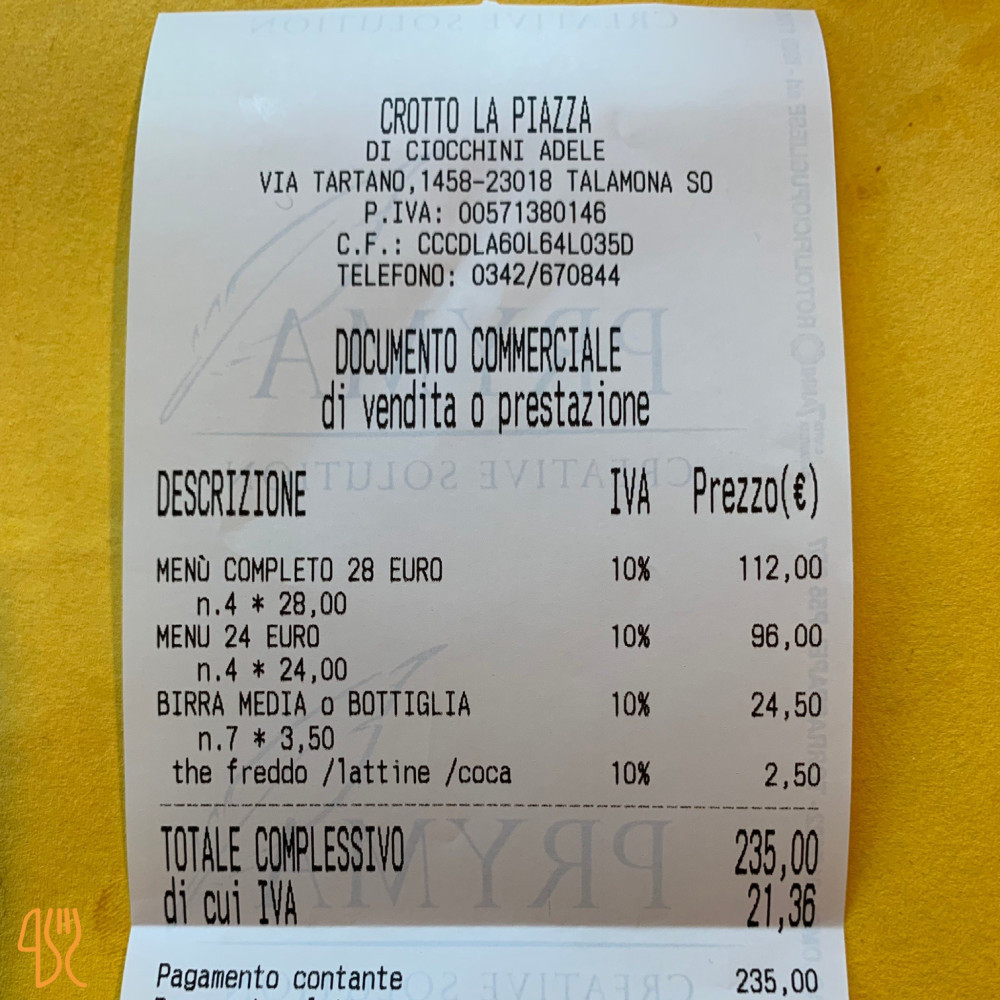 CROTTO LA PIAZZA
DI CIOCCHINI ADELE
VIA TARTANO,1458-23018 TALAMONA SO
P.IVA: 00571380146
C.F.: CCCDLA60L64L035D
TELEFONO: 0342/670844
DOCUMENTO COMMERCIALE
di vendita o prestazione
DESCRIZIONE IVA Prezzo(€)
MENÙ COMPLETO 28 EURO 10% 112,00
n.4 * 28,00
MENU 24 EURO 10% 96,00
n.4 * 24,00
BIRRA MEDIA o BOTTIGLIA 10% 24,50
n.7 * 3,50
the freddo /lattine /coca 10% 2,50
TOTALE COMPLESSIVO 235,00
di cui IVA 21,36
Pagamento contante 235,00
PRYMA
CREATIVE SOLUTION